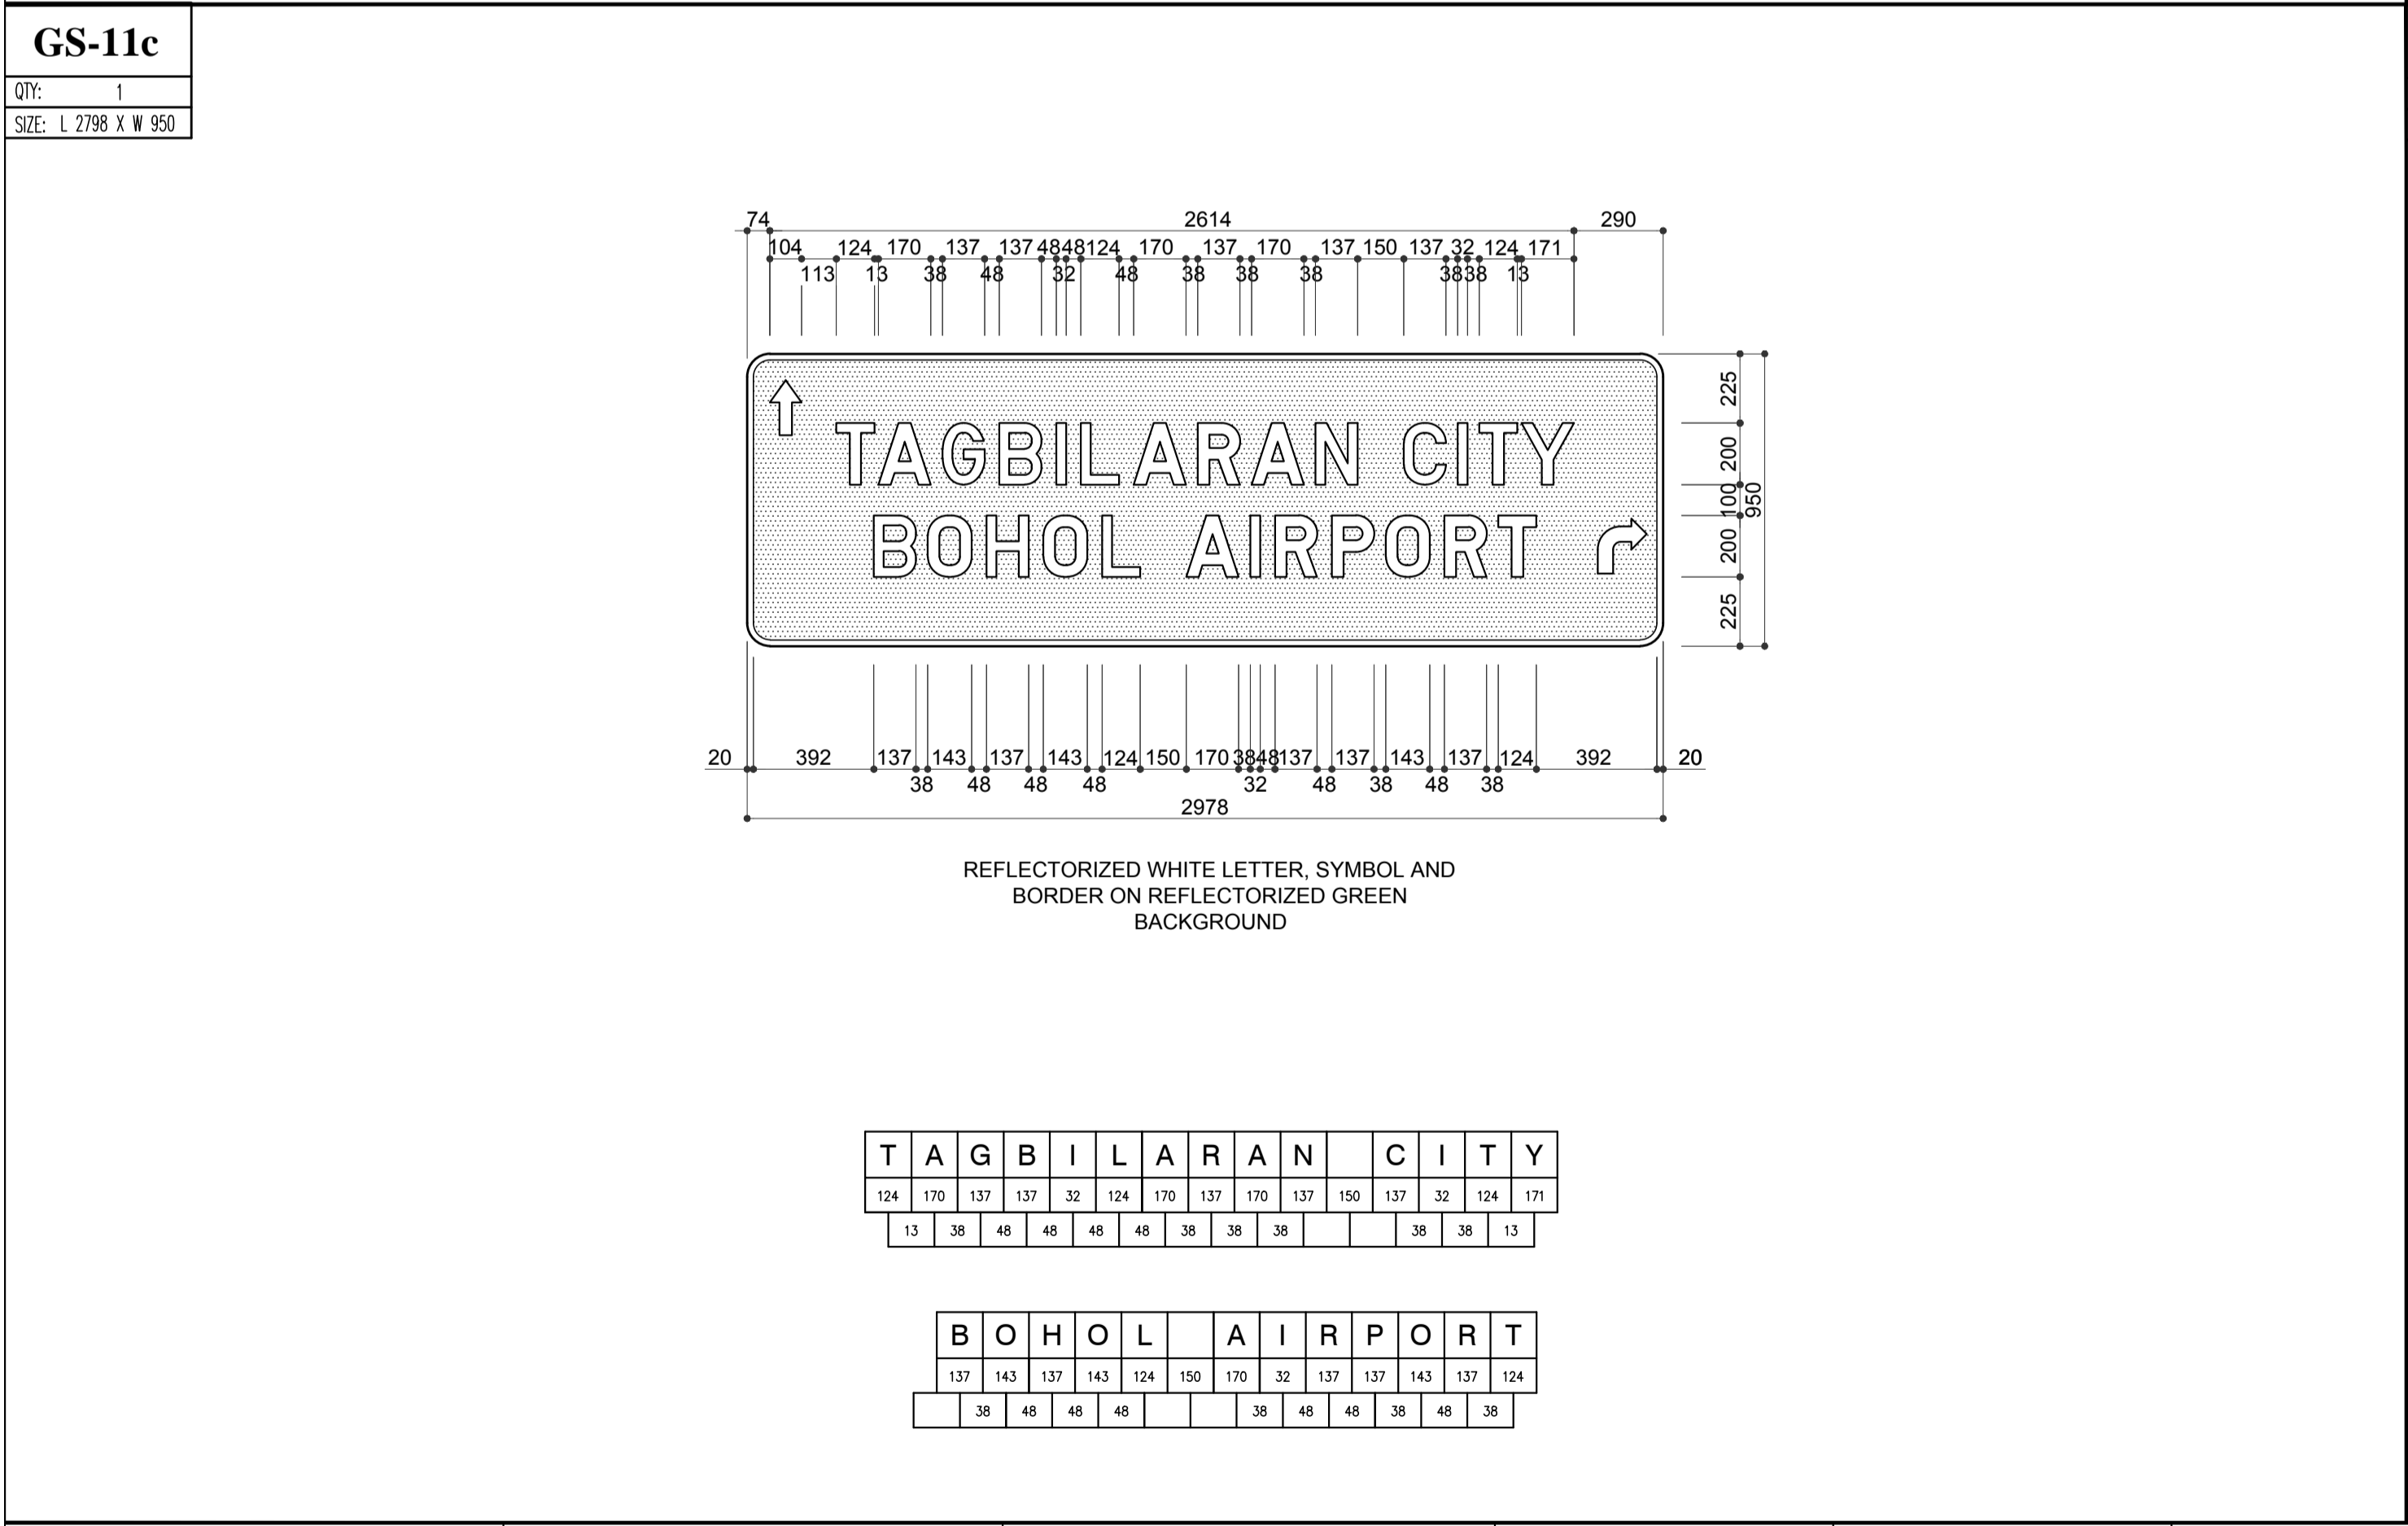 GS-11c
QTY: 1
SIZE: L 2798 X W 950
74 2614 290
104 124 170 137 137 48 48 124 170 137 170 137 150 137 32 124 171
113 13 38 48 32 48 38 38 38 38 38 13
TAGBILARAN CITY
BOHOL AIRPORT
225
200
100
950
200
225
20 392 137 143 137 143 124 150 170 38 48 137 137 143 137 124 392 20
38 48 48 48 32 48 38 48 38
2978
REFLECTORIZED WHITE LETTER, SYMBOL AND
BORDER ON REFLECTORIZED GREEN
BACKGROUND
T A G B I L A R A N C I T Y
124 170 137 137 32 124 170 137 170 137 150 137 32 124 171
13 38 48 48 48 48 38 38 38 38 38 13
B O H O L A I R P O R T
137 143 137 143 124 150 170 32 137 137 143 137 124
38 48 48 48 38 48 48 38 48 38